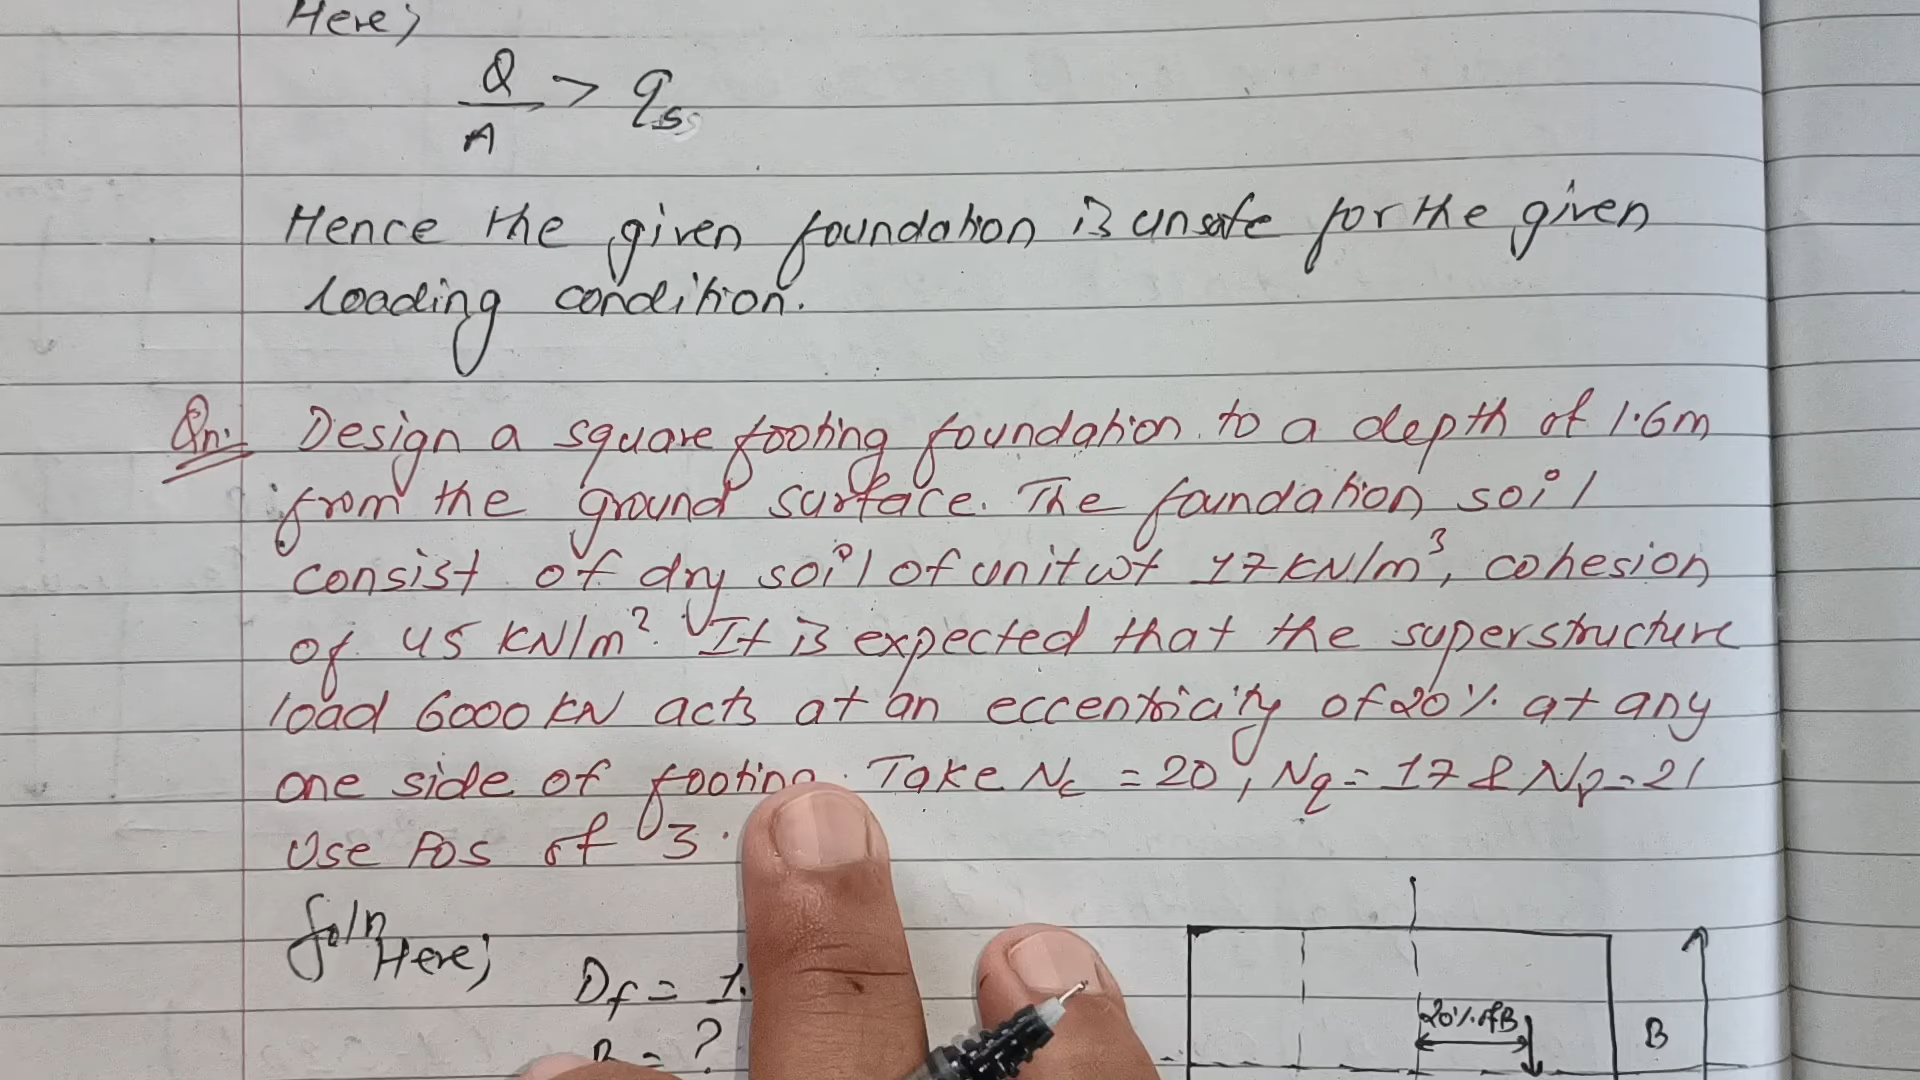 Here;
Q/A > qs
Hence the given foundation is unsafe for the given
loading condition.
Qn. Design a square footing foundation to a depth of 1.6m
from the ground surface. The foundation soil
consist of dry soil of unit wt 17 KN/m³, cohesion
of 45 KN/m². It is expected that the superstructure
load 6000 KN acts at an eccentricity of 20% at any
one side of footing. Take Nc = 20, Nq = 17 & Nγ = 21
Use FOS of 3.
Soln
Here;
Df = 1.
B = ?
20% of B
B